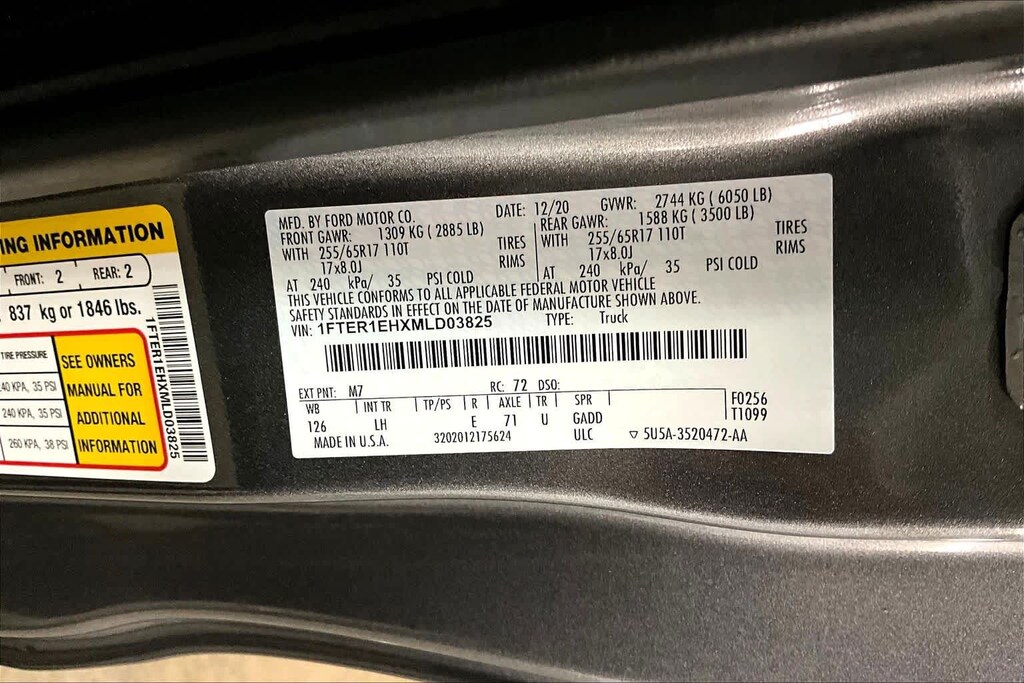 NG INFORMATION
FRONT: 2 REAR: 2
837 kg or 1846 lbs.
TIRE PRESSURE
40 KPA, 35 PSI
240 KPA, 35 PSI
260 KPA, 38 PSI
SEE OWNERS
MANUAL FOR
ADDITIONAL
INFORMATION
1FTER1EHXMLD03825
MFD. BY FORD MOTOR CO. DATE: 12/20 GVWR: 2744 KG ( 6050 LB)
FRONT GAWR: 1309 KG ( 2885 LB) REAR GAWR: 1588 KG ( 3500 LB)
WITH 255/65R17 110T TIRES WITH 255/65R17 110T TIRES
17x8.0J RIMS 17x8.0J RIMS
AT 240 kPa/ 35 PSI COLD AT 240 kPa/ 35 PSI COLD
THIS VEHICLE CONFORMS TO ALL APPLICABLE FEDERAL MOTOR VEHICLE
SAFETY STANDARDS IN EFFECT ON THE DATE OF MANUFACTURE SHOWN ABOVE.
VIN: 1FTER1EHXMLD03825 TYPE: Truck
EXT PNT: M7 RC: 72 DSO:
WB INT TR TP/PS R AXLE TR SPR F0256
126 LH E 71 U GADD T1099
MADE IN U.S.A. 3202012175624 ULC ▽ 5U5A-3520472-AA